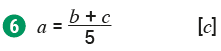 6 a = b + c / 5 [c]